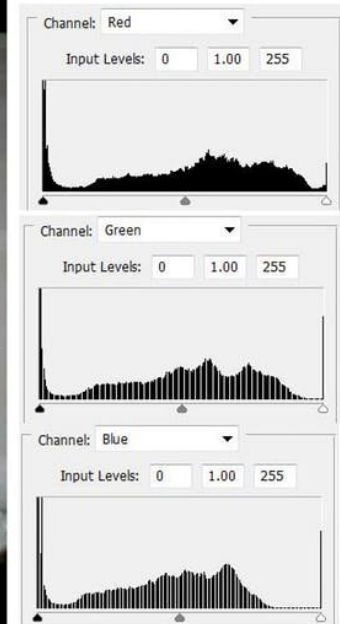 Channel: Red
Input Levels: 0 1.00 255
Channel: Green
Input Levels: 0 1.00 255
Channel: Blue
Input Levels: 0 1.00 255